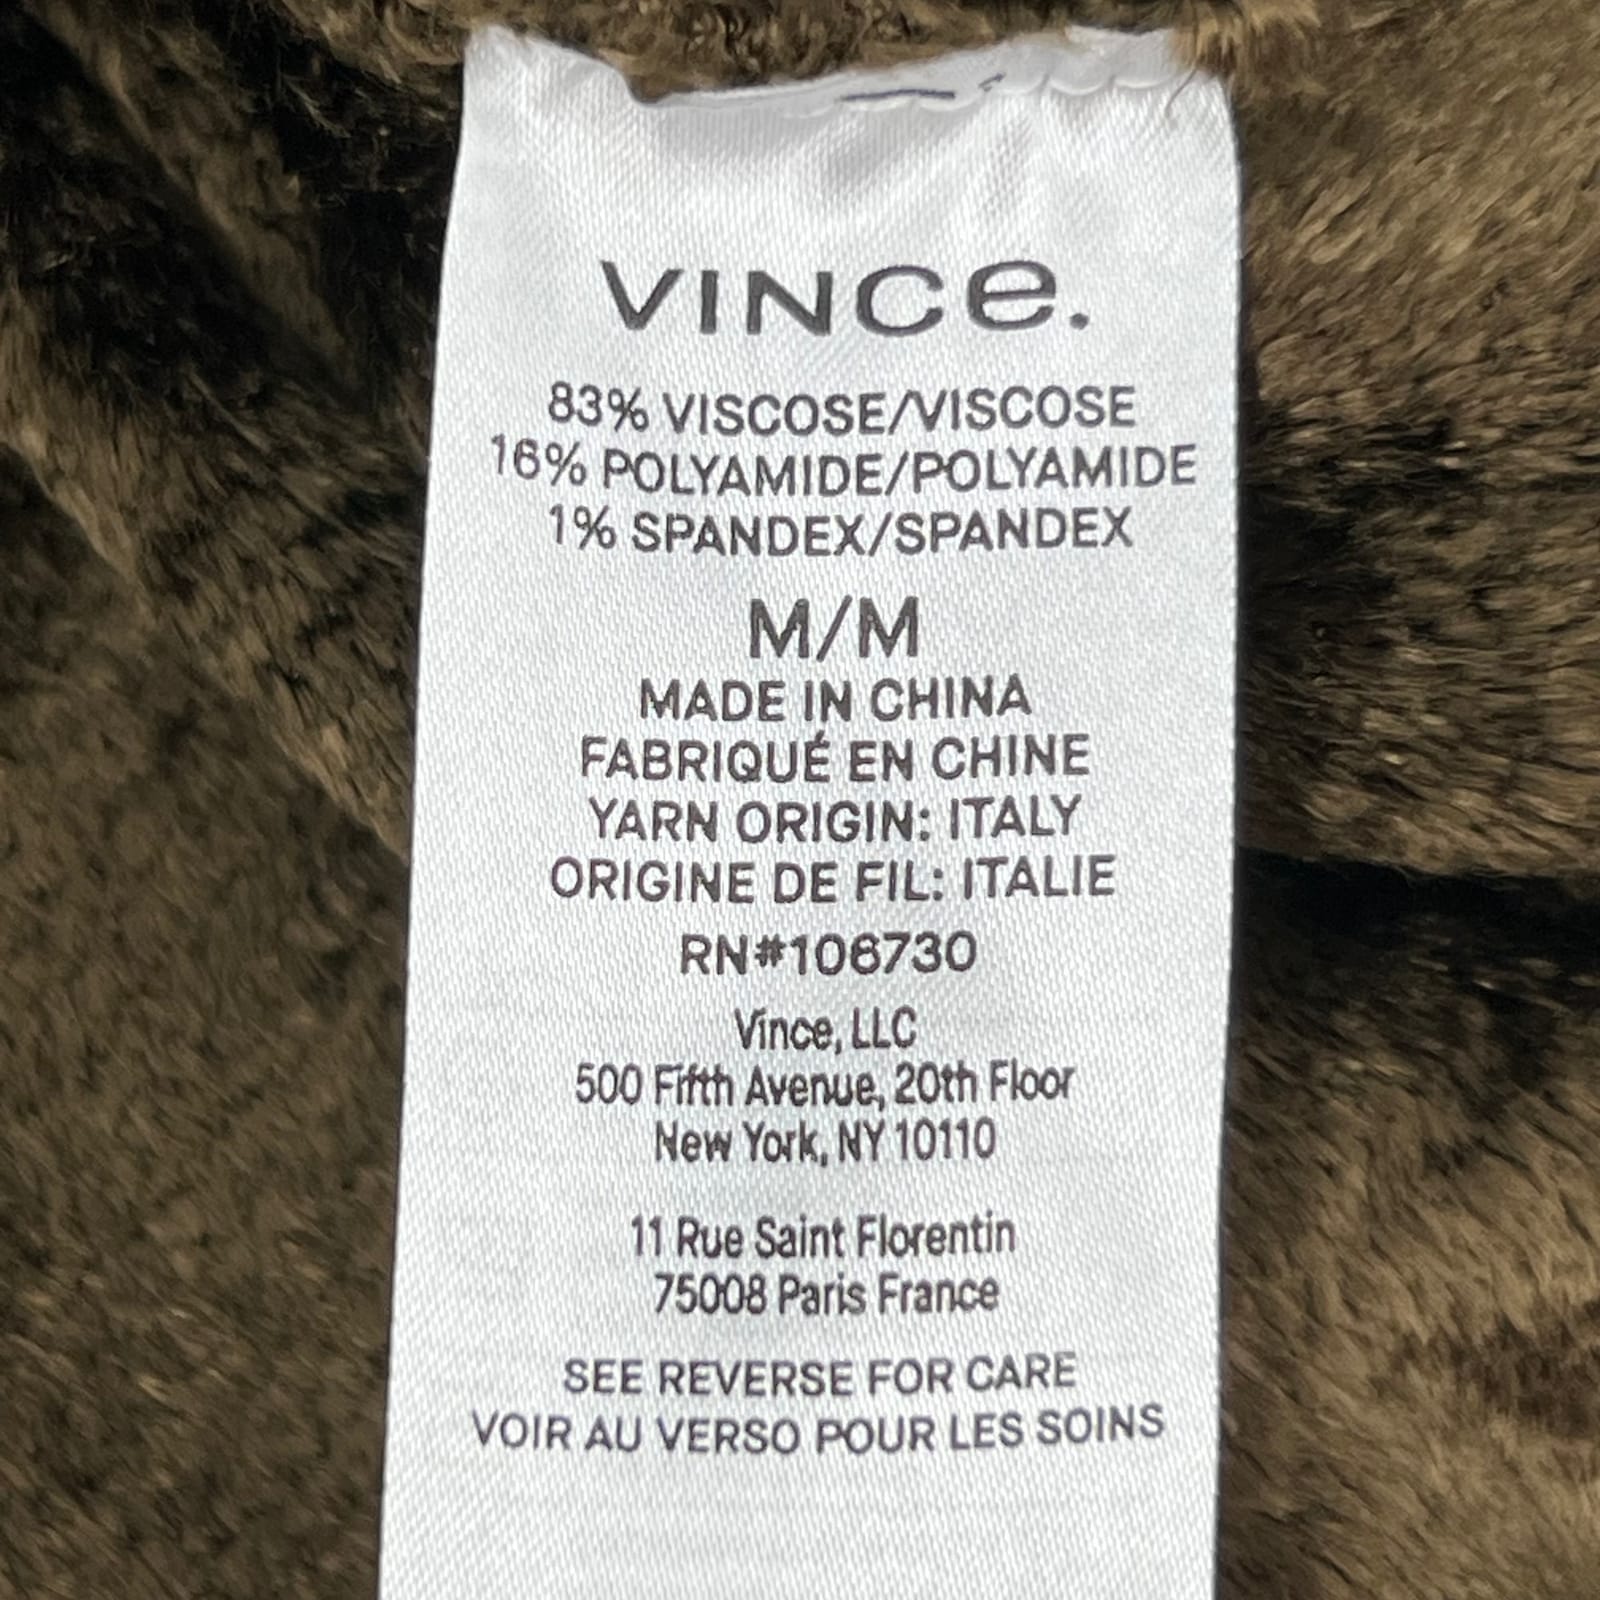 VINCe.
83% VISCOSE/VISCOSE
16% POLYAMIDE/POLYAMIDE
1% SPANDEX/SPANDEX
M/M
MADE IN CHINA
FABRIQUÉ EN CHINE
YARN ORIGIN: ITALY
ORIGINE DE FIL: ITALIE
RN#106730
Vince, LLC
500 Fifth Avenue, 20th Floor
New York, NY 10110
11 Rue Saint Florentin
75008 Paris France
SEE REVERSE FOR CARE
VOIR AU VERSO POUR LES SOINS